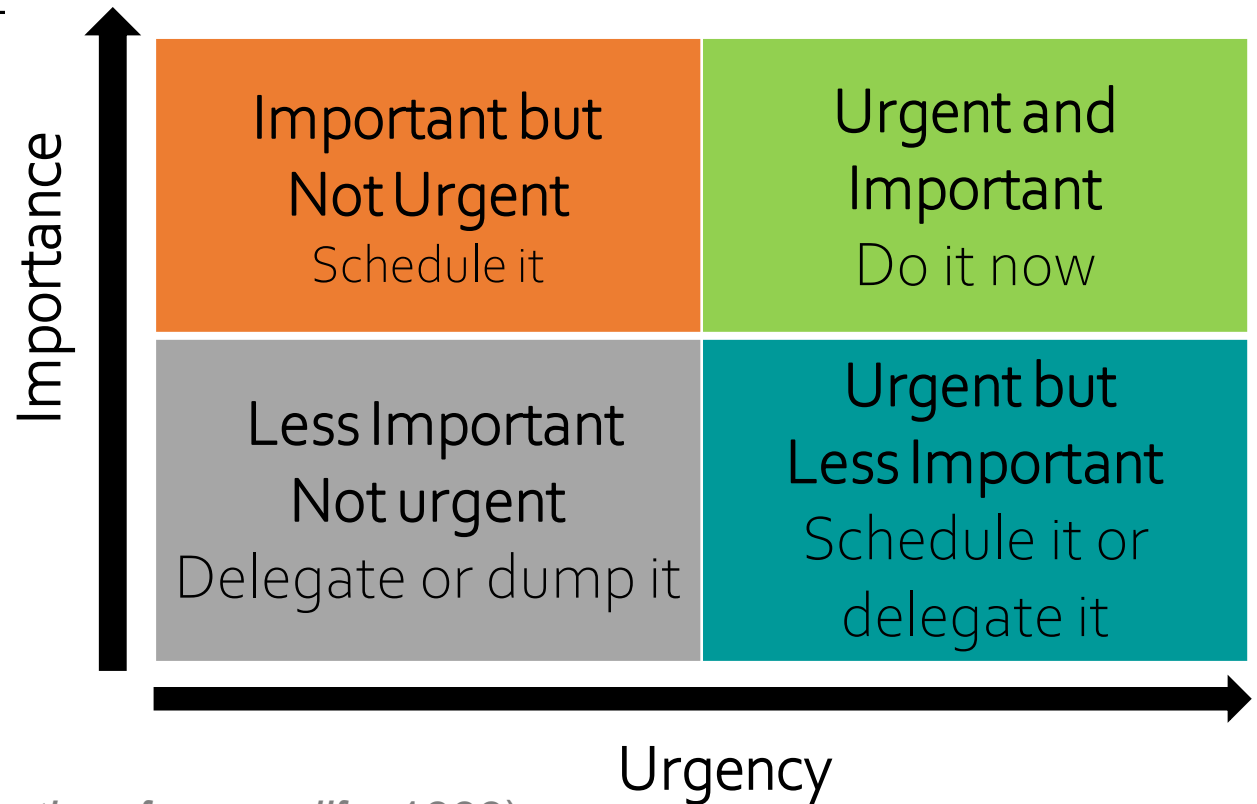 Importance
Important but
Not Urgent
Schedule it
Urgent and
Important
Do it now
Less Important
Not urgent
Delegate or dump it
Urgent but
Less Important
Schedule it or
delegate it
Urgency